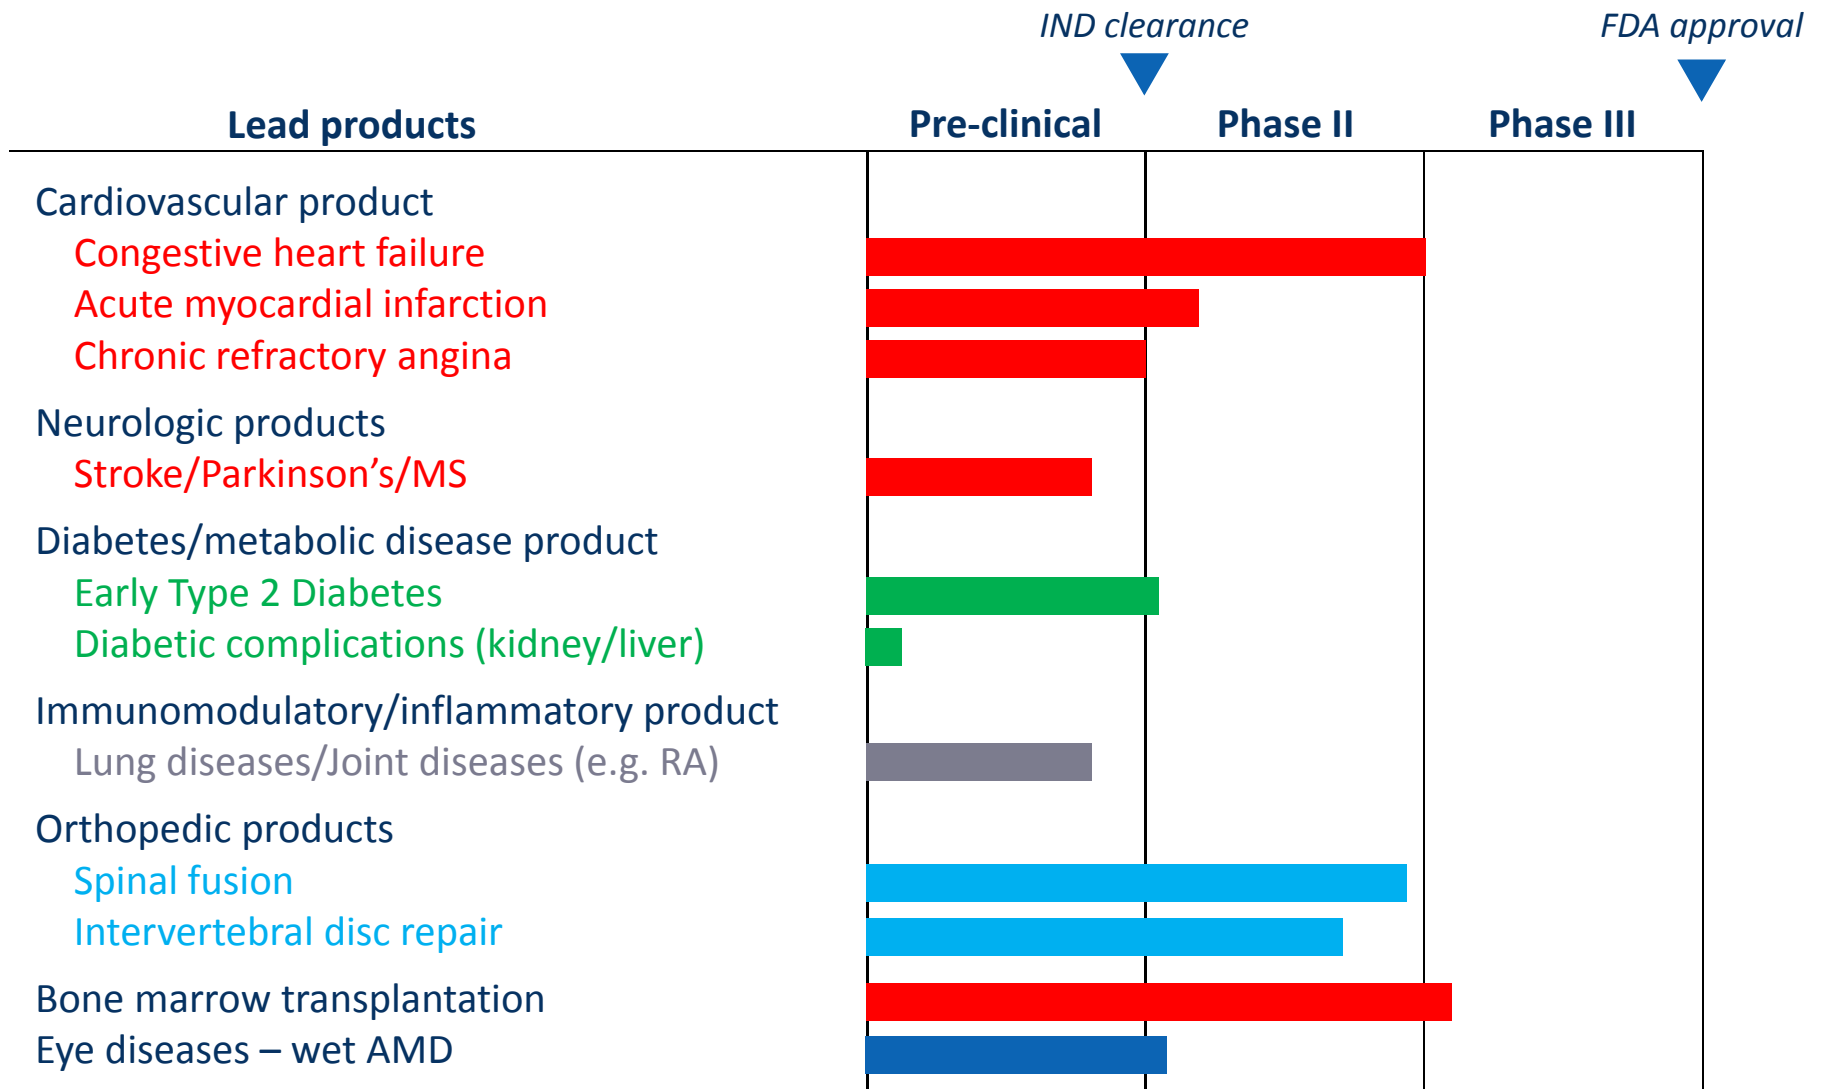 IND clearance
FDA approval
Lead products
Pre-clinical
Phase II
Phase III
Cardiovascular product
Congestive heart failure
Acute myocardial infarction
Chronic refractory angina
Neurologic products
Stroke/Parkinson’s/MS
Diabetes/metabolic disease product
Early Type 2 Diabetes
Diabetic complications (kidney/liver)
Immunomodulatory/inflammatory product
Lung diseases/Joint diseases (e.g. RA)
Orthopedic products
Spinal fusion
Intervertebral disc repair
Bone marrow transplantation
Eye diseases – wet AMD